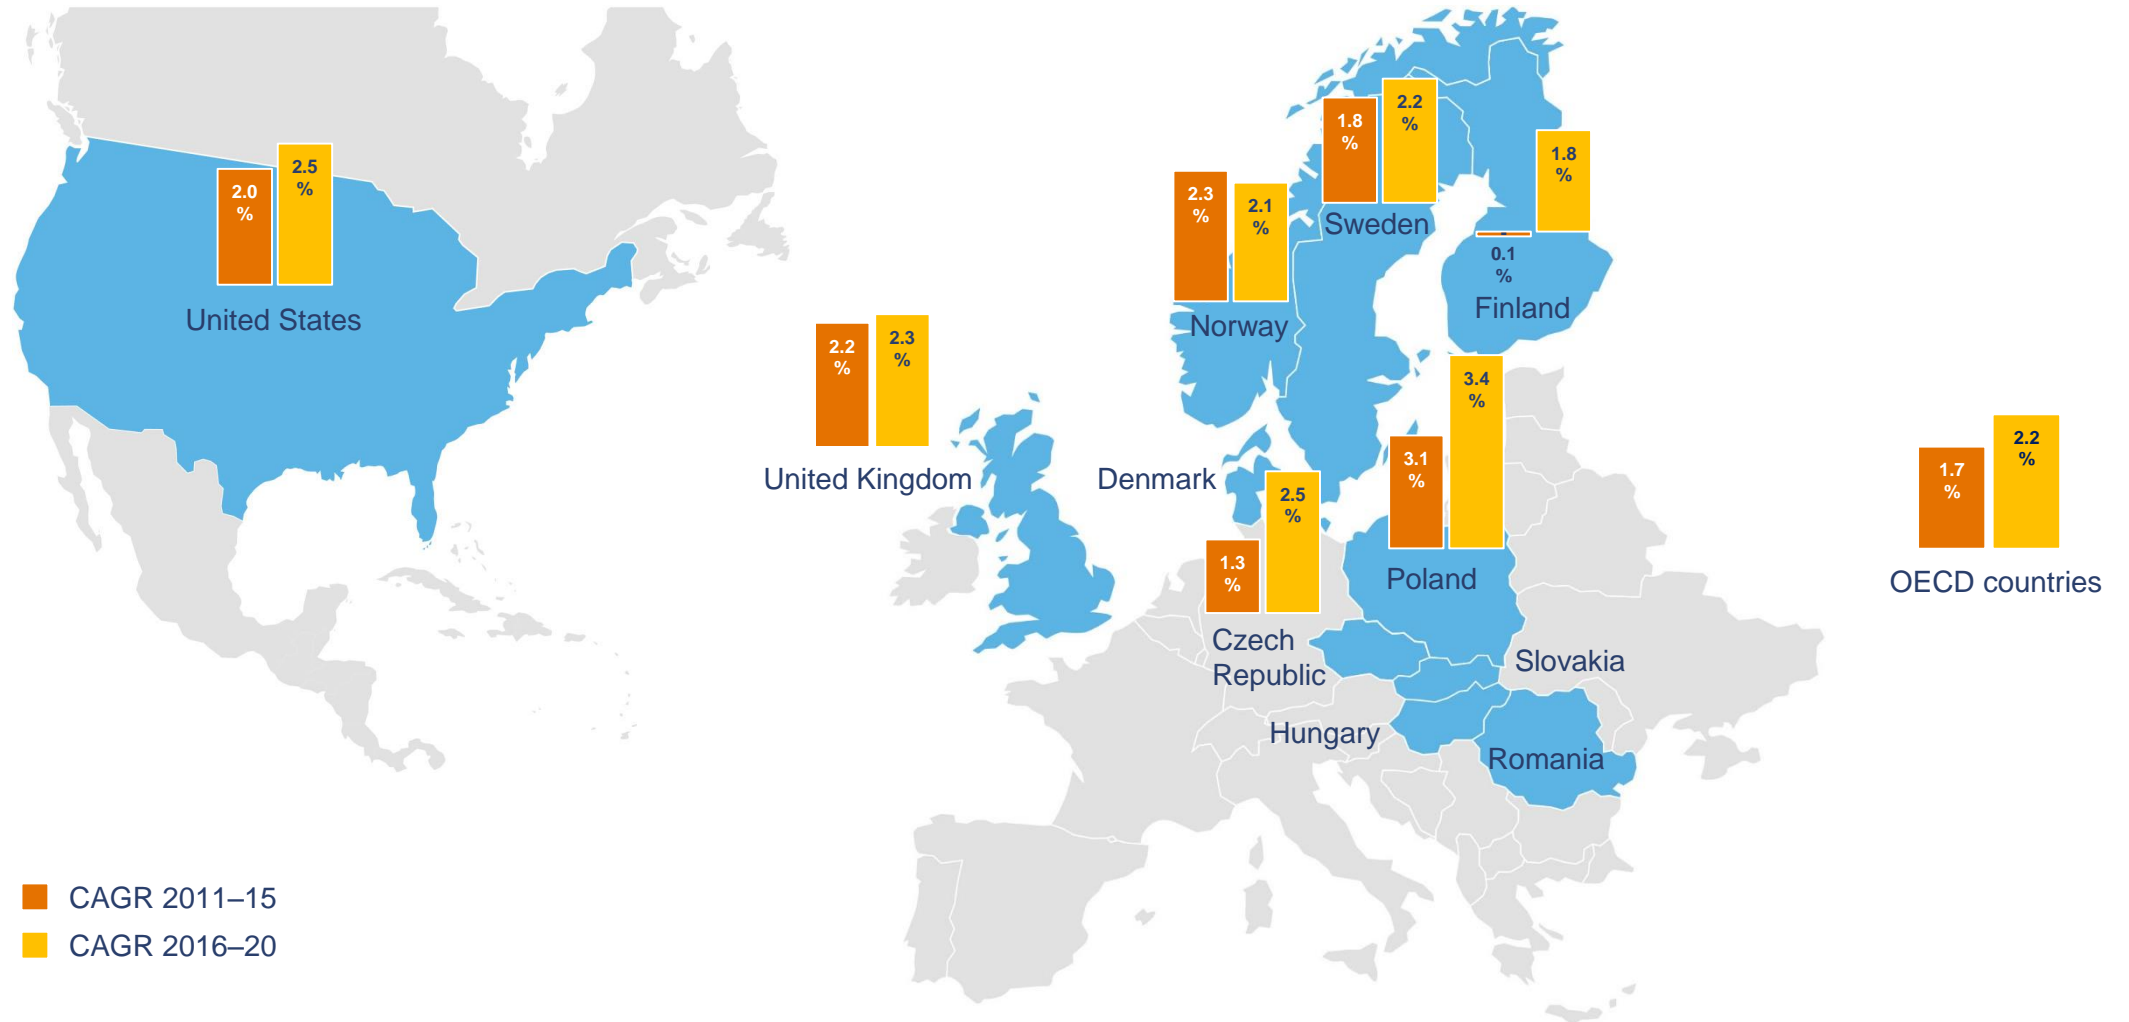 2.0
%
2.5
%
United States
2.2
%
2.3
%
United Kingdom
2.3
%
2.1
%
Norway
1.8
%
2.2
%
Sweden
1.8
%
0.1
%
Finland
Denmark
1.3
%
2.5
%
Czech
Republic
3.1
%
3.4
%
Poland
Slovakia
Hungary
Romania
1.7
%
2.2
%
OECD countries
CAGR 2011–15
CAGR 2016–20